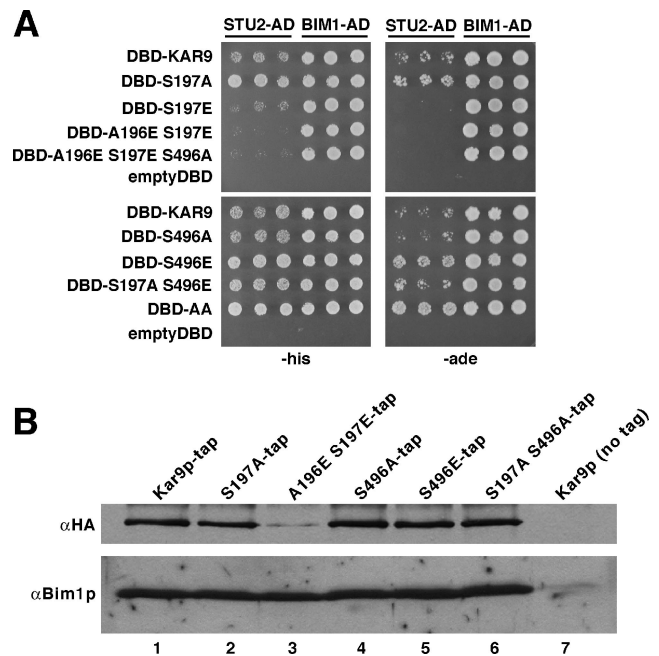 A
STU2-AD BIM1-AD STU2-AD BIM1-AD
DBD-KAR9
DBD-S197A
DBD-S197E
DBD-A196E S197E
DBD-A196E S197E S496A
emptyDBD
DBD-KAR9
DBD-S496A
DBD-S496E
DBD-S197A S496E
DBD-AA
emptyDBD
-his -ade
B
Kar9p-tap
S197A-tap
A196E S197E-tap
S496A-tap
S496E-tap
S197A S496A-tap
Kar9p (no tag)
αHA
αBim1p
1 2 3 4 5 6 7